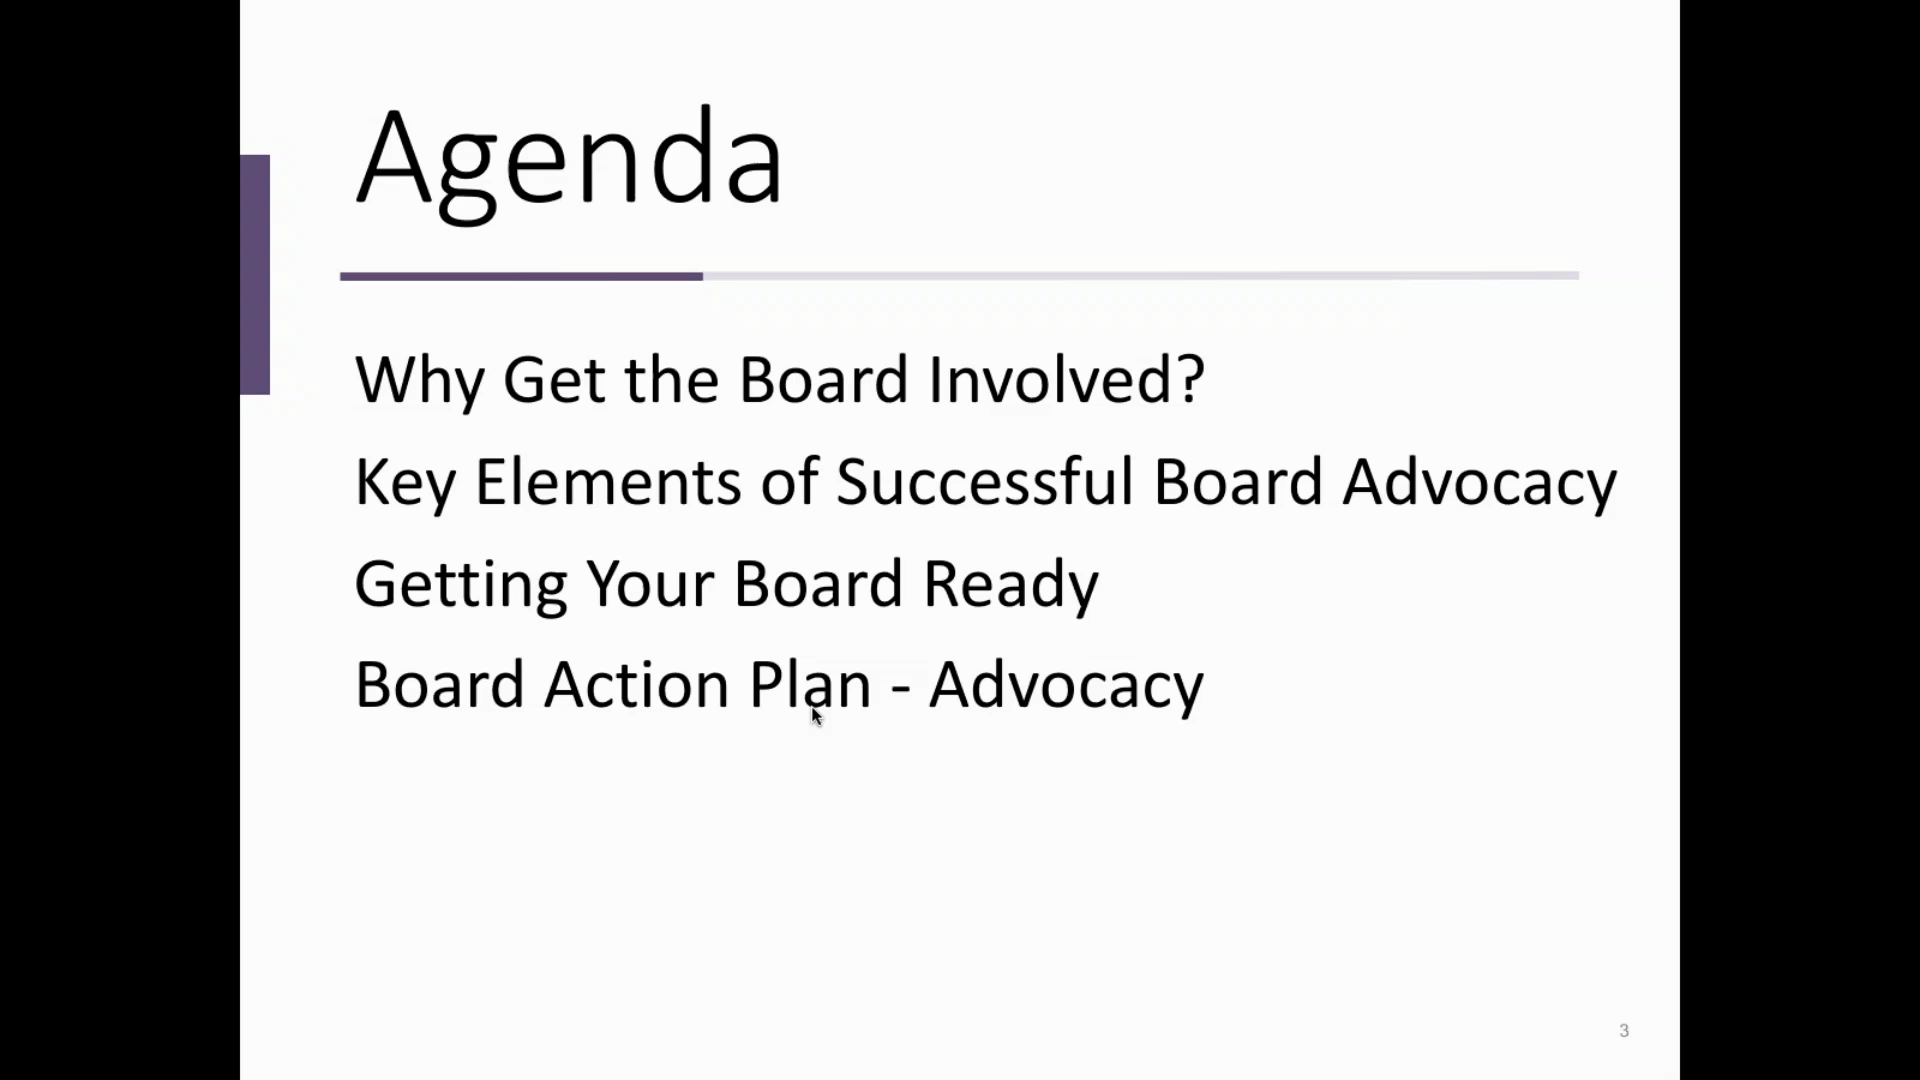 Agenda
Why Get the Board Involved?
Key Elements of Successful Board Advocacy
Getting Your Board Ready
Board Action Plan - Advocacy
3